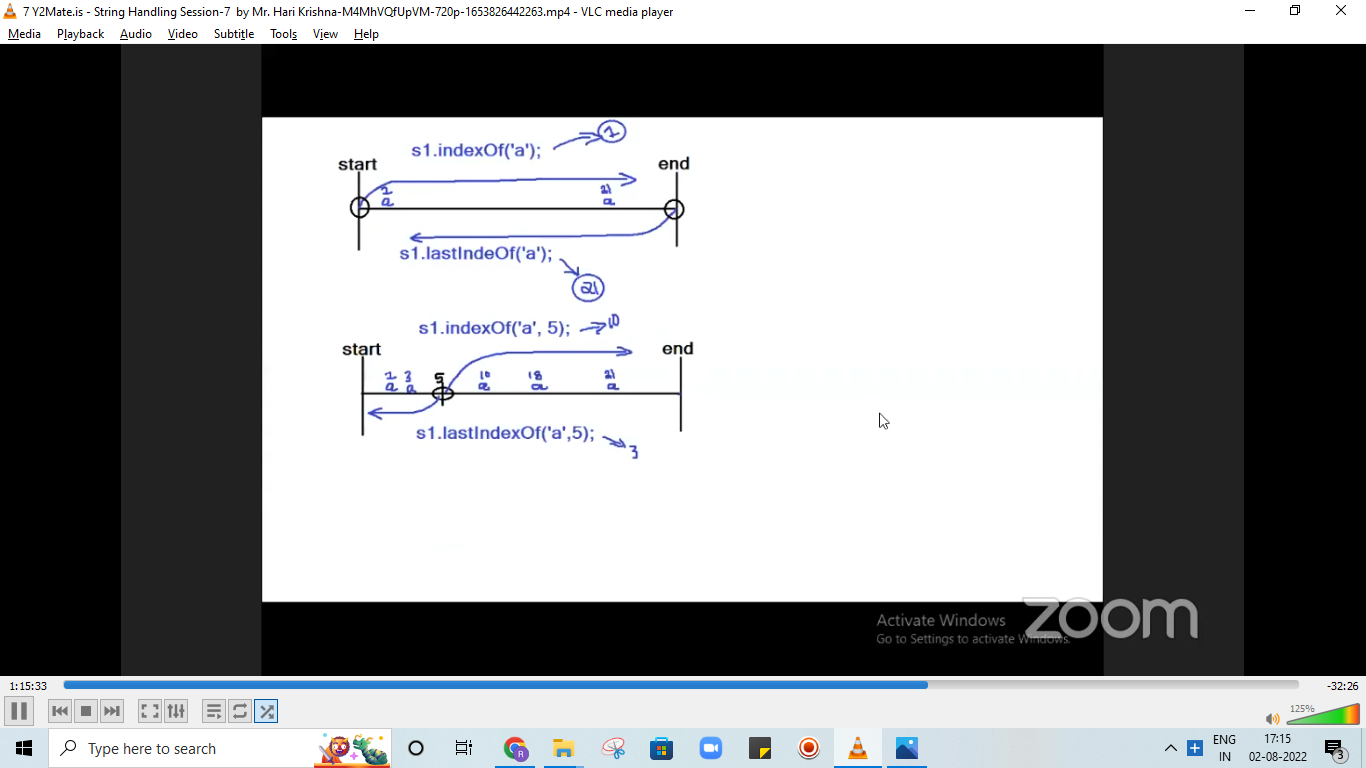 7 Y2Mate.is - String Handling Session-7 by Mr. Hari Krishna-M4MhVQfUpVM-720p-1653826442263.mp4 - VLC media player
Media Playback Audio Video Subtitle Tools View Help
s1.indexOf('a');
1
start
end
1
21
a
a
s1.lastIndeOf('a');
21
s1.indexOf('a', 5);
10
start
end
1 3 5 10 18 21
a a a a a
s1.lastIndexOf('a',5);
3
zoom
Activate Windows
Go to Settings to activate Windows.
1:15:33
-32:26
125%
Type here to search
R
ENG
IN
17:15
02-08-2022
3